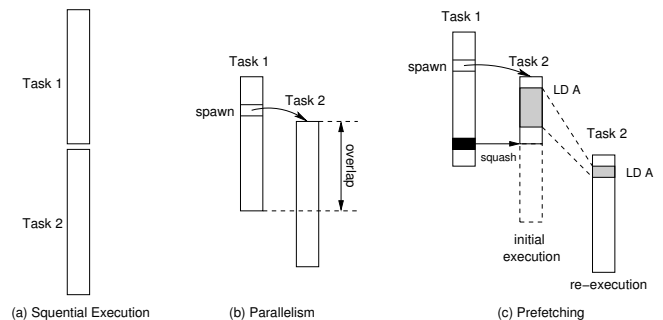 Task 1
Task 2
(a) Squential Execution
Task 1
spawn
Task 2
overlap
(b) Parallelism
Task 1
spawn
Task 2
LD A
squash
Task 2
LD A
initial
execution
re-execution
(c) Prefetching